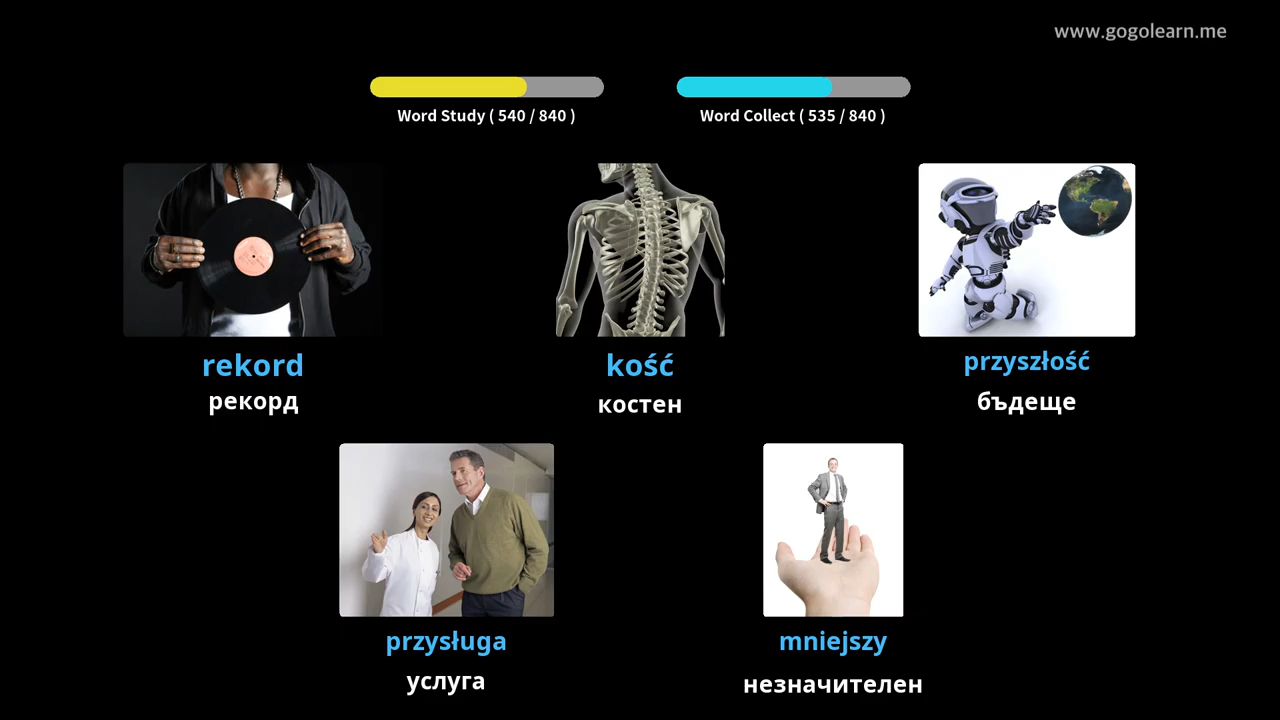 www.gogolearn.me
Word Study ( 540 / 840 )
Word Collect ( 535 / 840 )
rekord
рекорд
kość
костен
przyszłość
бъдеще
przysługa
услуга
mniejszy
незначителен